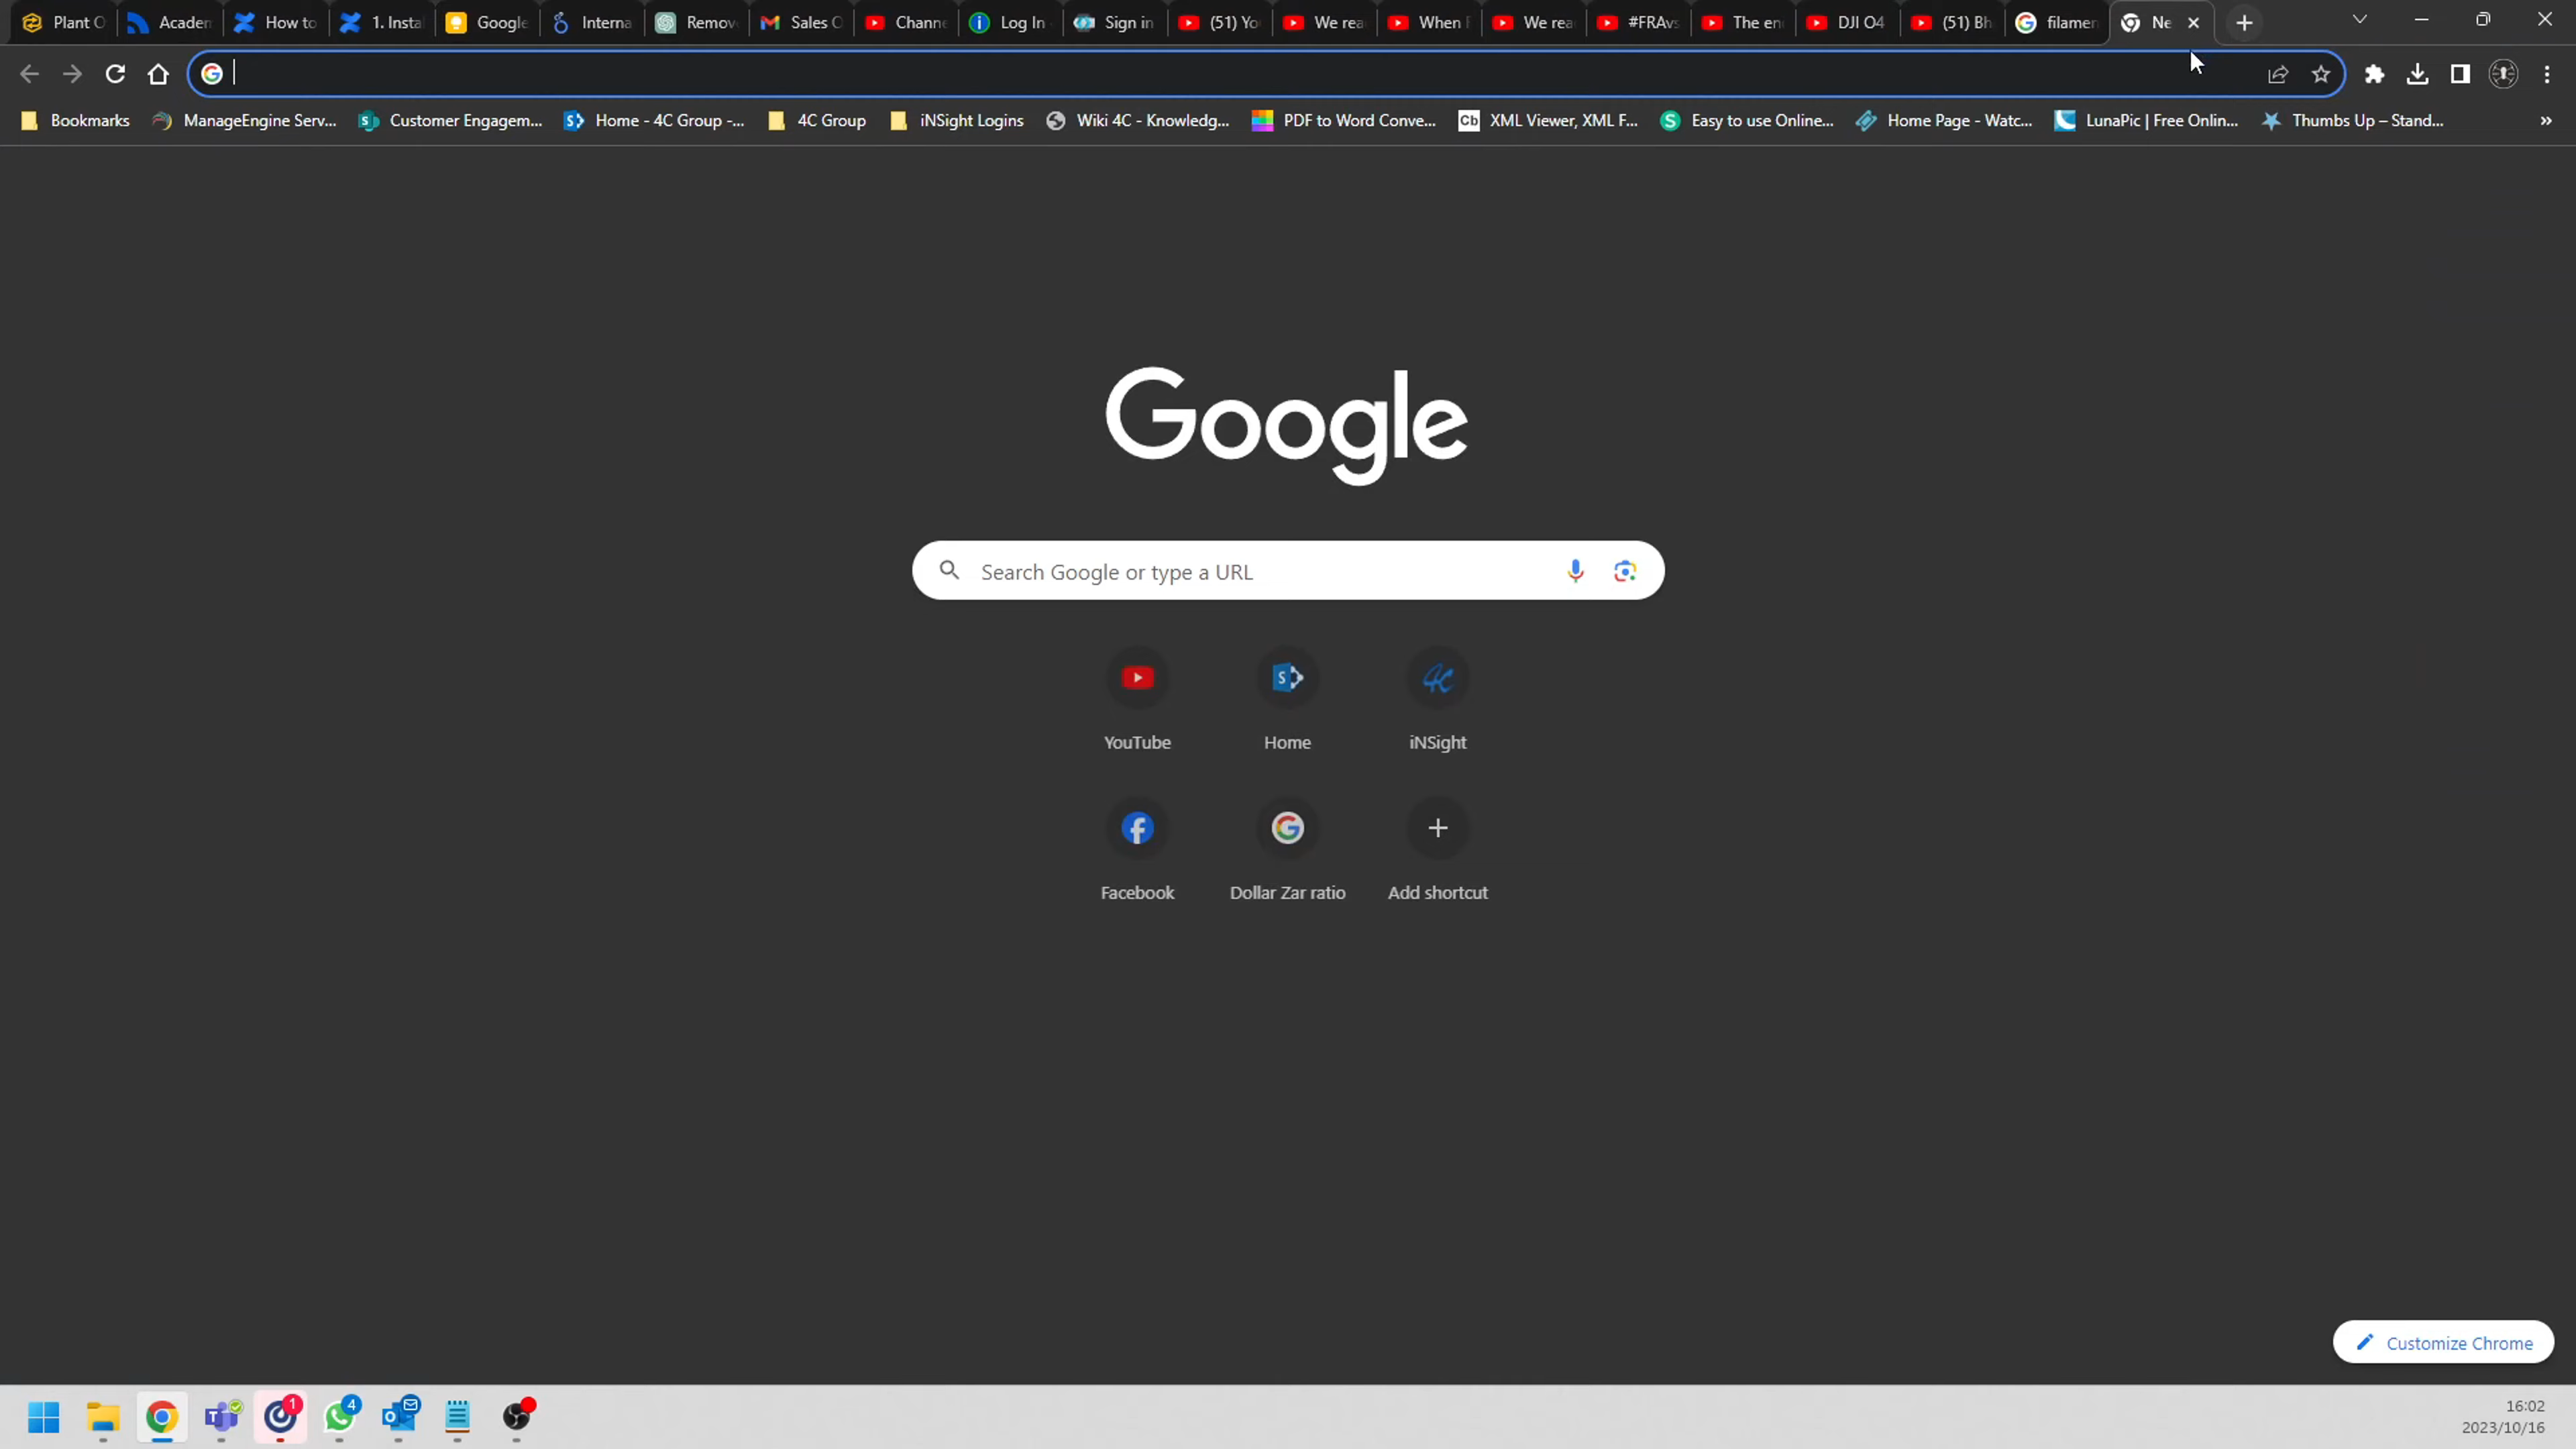 Plant O
Academ
How to
1. Insta
Google
Interna
Remov
Sales O
Channe
Log In
Sign in
(51) Yo
We rea
When
We rea
#FRAvs
The en
DJI O4
(51) Bh
filamen
Ne
Bookmarks
ManageEngine Serv...
Customer Engagem...
Home - 4C Group -...
4C Group
iNSight Logins
Wiki 4C - Knowledg...
PDF to Word Conve...
XML Viewer, XML F...
Easy to use Online...
Home Page - Watc...
LunaPic | Free Onlin...
Thumbs Up – Stand...
»
Google
Search Google or type a URL
YouTube
Home
iNSight
Facebook
Dollar Zar ratio
Add shortcut
Customize Chrome
1
4
16:02
2023/10/16